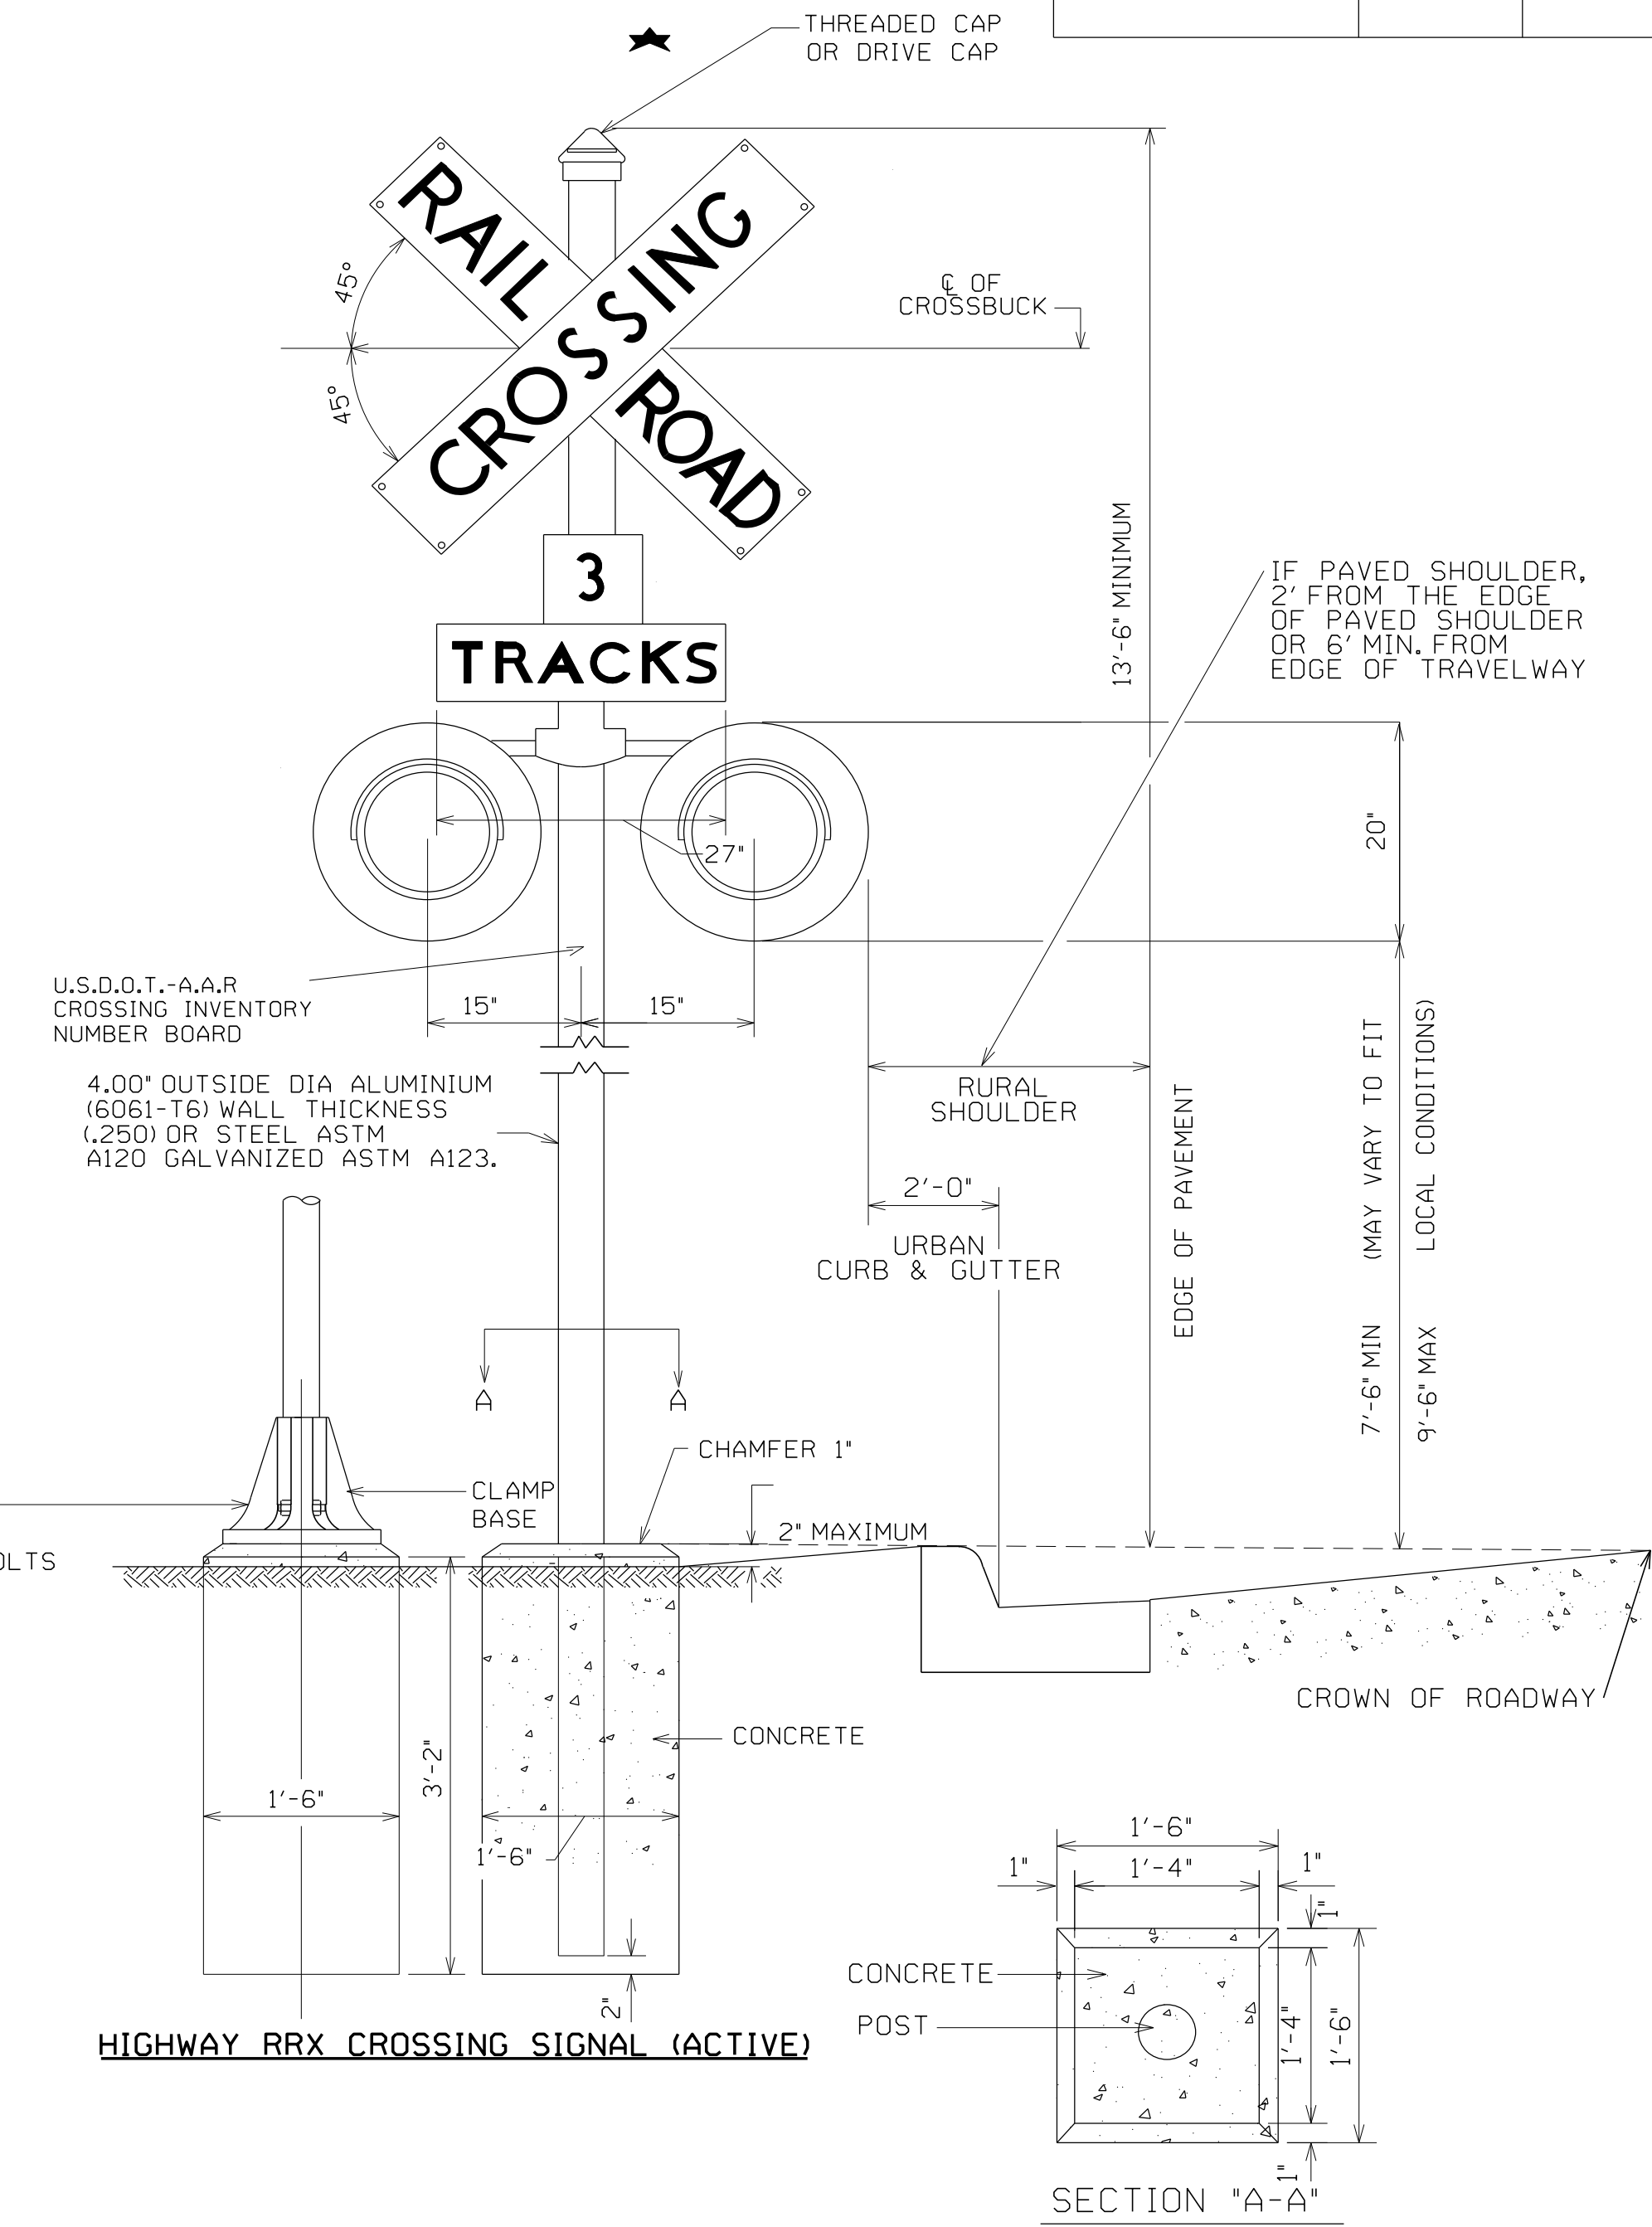 THREADED CAP
OR DRIVE CAP
RAIL
ROAD
CROSSING
45°
45°
℄ OF
CROSSBUCK
3
TRACKS
13'-6" MINIMUM
IF PAVED SHOULDER,
2' FROM THE EDGE
OF PAVED SHOULDER
OR 6' MIN. FROM
EDGE OF TRAVELWAY
27"
20"
U.S.D.O.T.-A.A.R
CROSSING INVENTORY
NUMBER BOARD
15"
15"
4.00" OUTSIDE DIA ALUMINIUM
(6061-T6) WALL THICKNESS
(.250) OR STEEL ASTM
A120 GALVANIZED ASTM A123.
RURAL
SHOULDER
2'-0"
URBAN
CURB & GUTTER
EDGE OF PAVEMENT
7'-6" MIN (MAY VARY TO FIT
9'-6" MAX LOCAL CONDITIONS)
A
A
CHAMFER 1"
CLAMP
BASE
2" MAXIMUM
OLTS
CROWN OF ROADWAY
CONCRETE
3'-2"
1'-6"
1'-6"
2"
HIGHWAY RRX CROSSING SIGNAL (ACTIVE)
1'-6"
1"
1'-4"
1"
1"
CONCRETE
POST
1'-4"
1'-6"
1"
SECTION "A-A"